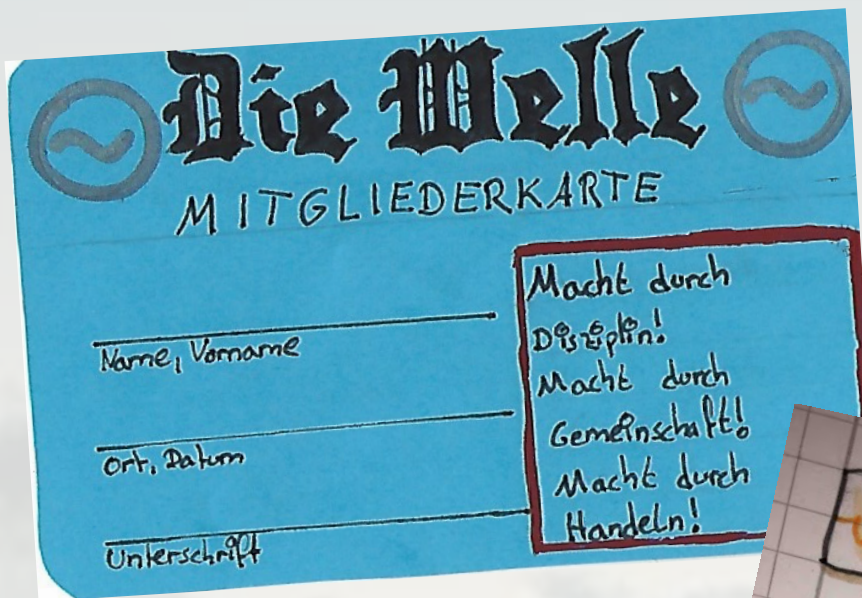 Die Welle
MITGLIEDERKARTE
Macht durch
Disziplin!
Macht durch
Gemeinschaft!
Macht durch
Handeln!
Name, Vorname
Ort, Datum
Unterschrift